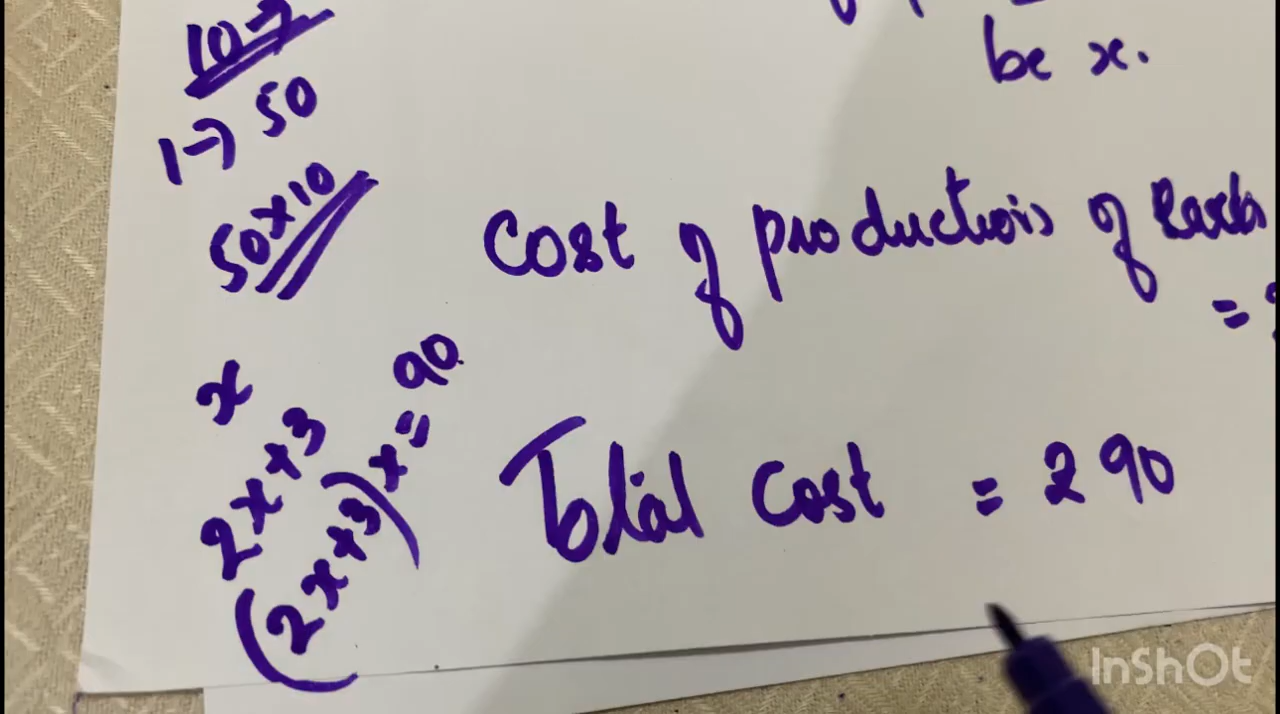 10→
1→ 50
50×10
x
2x+3
(2x+3)x=90
be x.
Cost of production of
=
Total Cost = 290
InShOt